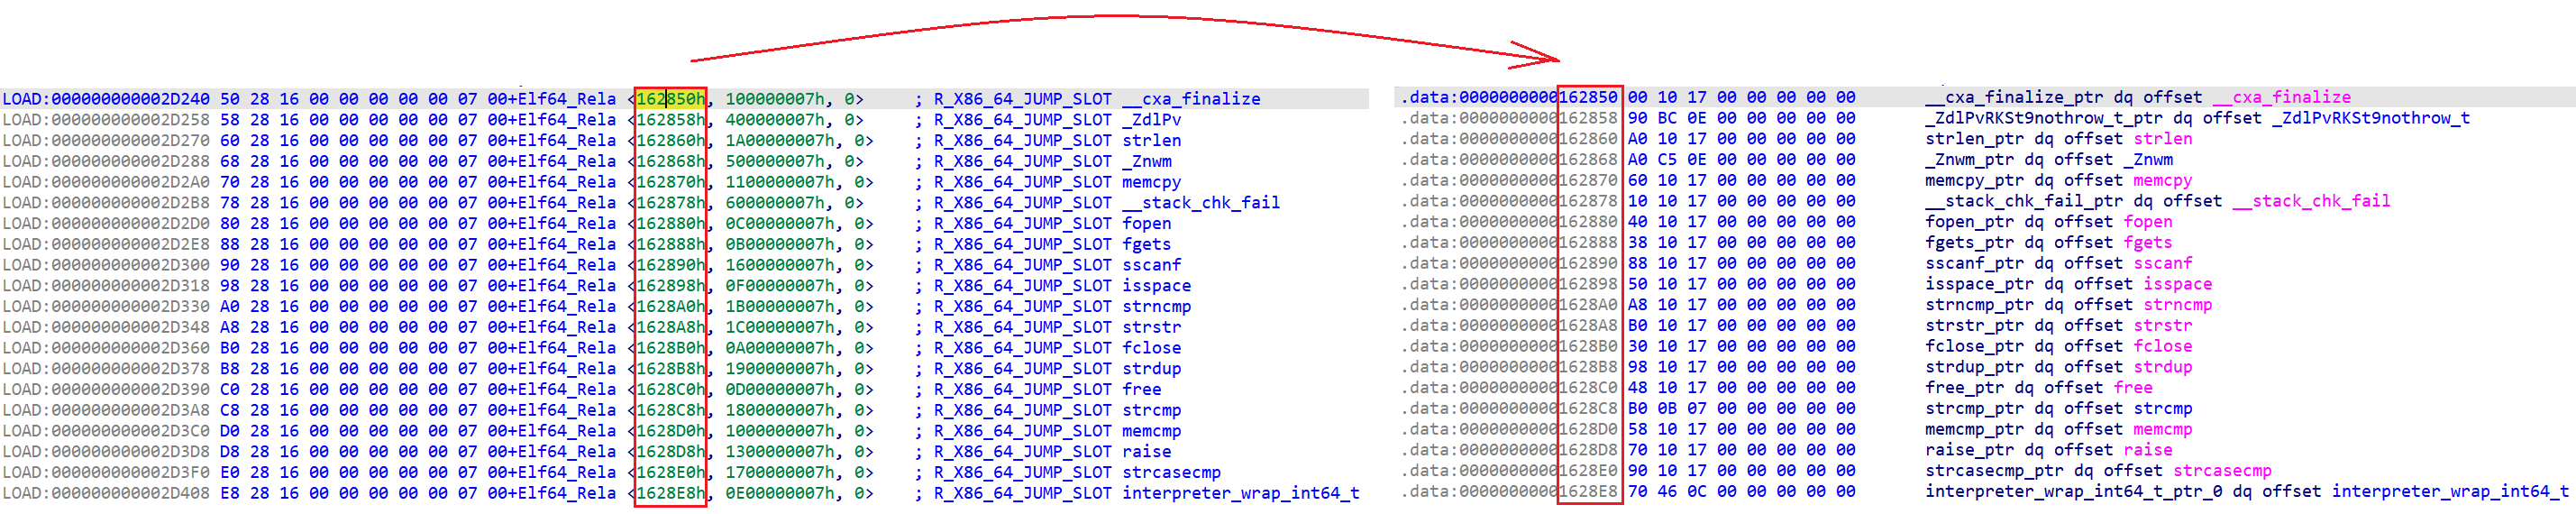 LOAD:000000000002D240 50 28 16 00 00 00 00 00 07 00+Elf64_Rela <162850h, 100000007h, 0> ; R_X86_64_JUMP_SLOT __cxa_finalize
LOAD:000000000002D258 58 28 16 00 00 00 00 00 07 00+Elf64_Rela <162858h, 400000007h, 0> ; R_X86_64_JUMP_SLOT _ZdlPv
LOAD:000000000002D270 60 28 16 00 00 00 00 00 07 00+Elf64_Rela <162860h, 1A00000007h, 0> ; R_X86_64_JUMP_SLOT strlen
LOAD:000000000002D288 68 28 16 00 00 00 00 00 07 00+Elf64_Rela <162868h, 500000007h, 0> ; R_X86_64_JUMP_SLOT _Znwm
LOAD:000000000002D2A0 70 28 16 00 00 00 00 00 07 00+Elf64_Rela <162870h, 1100000007h, 0> ; R_X86_64_JUMP_SLOT memcpy
LOAD:000000000002D2B8 78 28 16 00 00 00 00 00 07 00+Elf64_Rela <162878h, 600000007h, 0> ; R_X86_64_JUMP_SLOT __stack_chk_fail
LOAD:000000000002D2D0 80 28 16 00 00 00 00 00 07 00+Elf64_Rela <162880h, 0C00000007h, 0> ; R_X86_64_JUMP_SLOT fopen
LOAD:000000000002D2E8 88 28 16 00 00 00 00 00 07 00+Elf64_Rela <162888h, 0B00000007h, 0> ; R_X86_64_JUMP_SLOT fgets
LOAD:000000000002D300 90 28 16 00 00 00 00 00 07 00+Elf64_Rela <162890h, 1600000007h, 0> ; R_X86_64_JUMP_SLOT sscanf
LOAD:000000000002D318 98 28 16 00 00 00 00 00 07 00+Elf64_Rela <162898h, 0F00000007h, 0> ; R_X86_64_JUMP_SLOT isspace
LOAD:000000000002D330 A0 28 16 00 00 00 00 00 07 00+Elf64_Rela <1628A0h, 1B00000007h, 0> ; R_X86_64_JUMP_SLOT strncmp
LOAD:000000000002D348 A8 28 16 00 00 00 00 00 07 00+Elf64_Rela <1628A8h, 1C00000007h, 0> ; R_X86_64_JUMP_SLOT strstr
LOAD:000000000002D360 B0 28 16 00 00 00 00 00 07 00+Elf64_Rela <1628B0h, 0A00000007h, 0> ; R_X86_64_JUMP_SLOT fclose
LOAD:000000000002D378 B8 28 16 00 00 00 00 00 07 00+Elf64_Rela <1628B8h, 1900000007h, 0> ; R_X86_64_JUMP_SLOT strdup
LOAD:000000000002D390 C0 28 16 00 00 00 00 00 07 00+Elf64_Rela <1628C0h, 0D00000007h, 0> ; R_X86_64_JUMP_SLOT free
LOAD:000000000002D3A8 C8 28 16 00 00 00 00 00 07 00+Elf64_Rela <1628C8h, 1800000007h, 0> ; R_X86_64_JUMP_SLOT strcmp
LOAD:000000000002D3C0 D0 28 16 00 00 00 00 00 07 00+Elf64_Rela <1628D0h, 1000000007h, 0> ; R_X86_64_JUMP_SLOT memcmp
LOAD:000000000002D3D8 D8 28 16 00 00 00 00 00 07 00+Elf64_Rela <1628D8h, 1300000007h, 0> ; R_X86_64_JUMP_SLOT raise
LOAD:000000000002D3F0 E0 28 16 00 00 00 00 00 07 00+Elf64_Rela <1628E0h, 1700000007h, 0> ; R_X86_64_JUMP_SLOT strcasecmp
LOAD:000000000002D408 E8 28 16 00 00 00 00 00 07 00+Elf64_Rela <1628E8h, 0E00000007h, 0> ; R_X86_64_JUMP_SLOT interpreter_wrap_int64_t
.data:0000000000162850 00 10 17 00 00 00 00 00 __cxa_finalize_ptr dq offset __cxa_finalize
.data:0000000000162858 90 BC 0E 00 00 00 00 00 _ZdlPvRKSt9nothrow_t_ptr dq offset _ZdlPvRKSt9nothrow_t
.data:0000000000162860 A0 10 17 00 00 00 00 00 strlen_ptr dq offset strlen
.data:0000000000162868 A0 C5 0E 00 00 00 00 00 _Znwm_ptr dq offset _Znwm
.data:0000000000162870 60 10 17 00 00 00 00 00 memcpy_ptr dq offset memcpy
.data:0000000000162878 10 10 17 00 00 00 00 00 __stack_chk_fail_ptr dq offset __stack_chk_fail
.data:0000000000162880 40 10 17 00 00 00 00 00 fopen_ptr dq offset fopen
.data:0000000000162888 38 10 17 00 00 00 00 00 fgets_ptr dq offset fgets
.data:0000000000162890 88 10 17 00 00 00 00 00 sscanf_ptr dq offset sscanf
.data:0000000000162898 50 10 17 00 00 00 00 00 isspace_ptr dq offset isspace
.data:00000000001628A0 A8 10 17 00 00 00 00 00 strncmp_ptr dq offset strncmp
.data:00000000001628A8 B0 10 17 00 00 00 00 00 strstr_ptr dq offset strstr
.data:00000000001628B0 30 10 17 00 00 00 00 00 fclose_ptr dq offset fclose
.data:00000000001628B8 98 10 17 00 00 00 00 00 strdup_ptr dq offset strdup
.data:00000000001628C0 48 10 17 00 00 00 00 00 free_ptr dq offset free
.data:00000000001628C8 B0 0B 07 00 00 00 00 00 strcmp_ptr dq offset strcmp
.data:00000000001628D0 58 10 17 00 00 00 00 00 memcmp_ptr dq offset memcmp
.data:00000000001628D8 70 10 17 00 00 00 00 00 raise_ptr dq offset raise
.data:00000000001628E0 90 10 17 00 00 00 00 00 strcasecmp_ptr dq offset strcasecmp
.data:00000000001628E8 70 46 0C 00 00 00 00 00 interpreter_wrap_int64_t_ptr_0 dq offset interpreter_wrap_int64_t